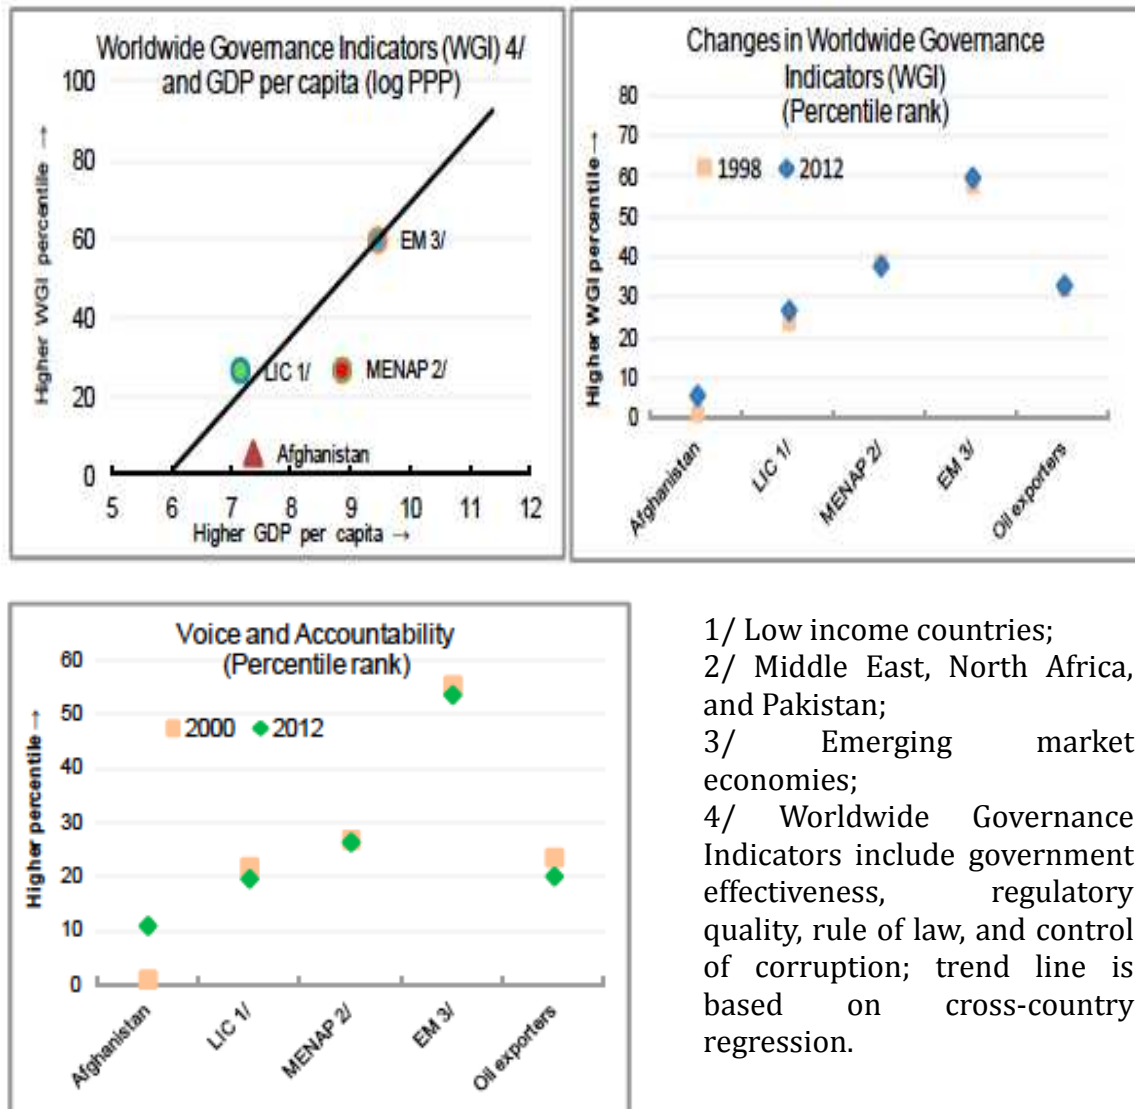 Worldwide Governance Indicators (WGI) 4/
and GDP per capita (log PPP)
Higher WGI percentile →
100
80
60
40
20
0
EM 3/
LIC 1/
MENAP 2/
Afghanistan
5 6 7 8 9 10 11 12
Higher GDP per capita →
Changes in Worldwide Governance
Indicators (WGI)
(Percentile rank)
Higher WGI percentile →
80
70
60
50
40
30
20
10
0
1998 2012
Afghanistan
LIC 1/
MENAP 2/
EM 3/
Oil exporters
Voice and Accountability
(Percentile rank)
Higher percentile →
60
50
40
30
20
10
0
2000 2012
Afghanistan
LIC 1/
MENAP 2/
EM 3/
Oil exporters
1/ Low income countries;
2/ Middle East, North Africa,
and Pakistan;
3/ Emerging market
economies;
4/ Worldwide Governance
Indicators include government
effectiveness, regulatory
quality, rule of law, and control
of corruption; trend line is
based on cross-country
regression.